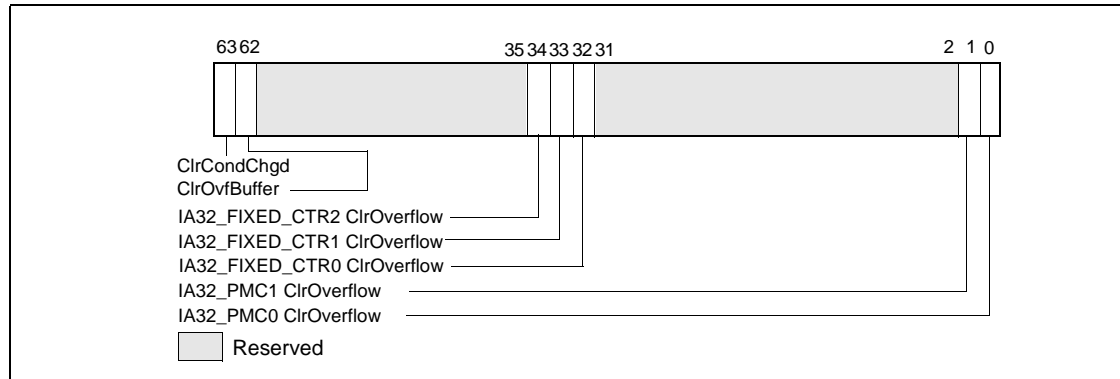 63 62 35 34 33 32 31 2 1 0
ClrCondChgd
ClrOvfBuffer
IA32_FIXED_CTR2 ClrOverflow
IA32_FIXED_CTR1 ClrOverflow
IA32_FIXED_CTR0 ClrOverflow
IA32_PMC1 ClrOverflow
IA32_PMC0 ClrOverflow
Reserved